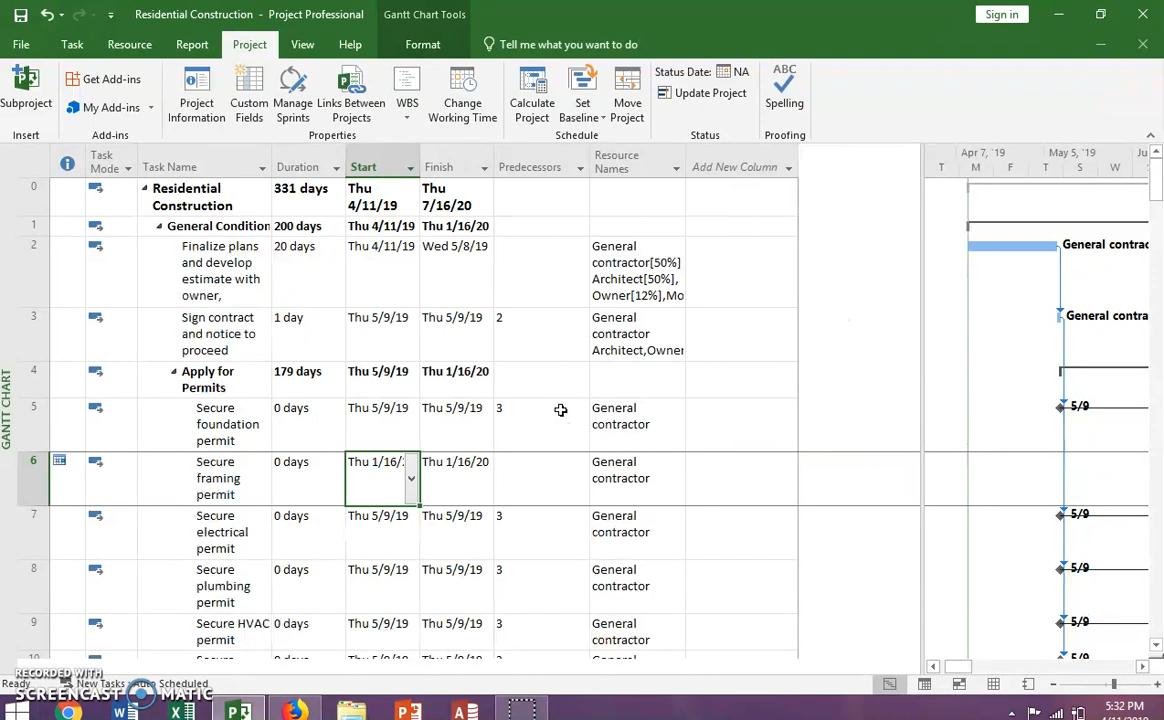 Residential Construction - Project Professional
Gantt Chart Tools
Sign in
File
Task
Resource
Report
Project
View
Help
Format
Tell me what you want to do
Subproject
Insert
Get Add-ins
My Add-ins
Add-ins
Project
Information
Custom
Fields
Manage
Sprints
Links Between
Projects
WBS
Change
Working Time
Properties
Calculate
Project
Set
Baseline
Move
Project
Schedule
Status Date: NA
Update Project
Status
ABC
Spelling
Proofing
Task
Mode
Task Name
Duration
Start
Finish
Predecessors
Resource
Names
Add New Column
Apr 7, '19
May 5, '19
Ju
T M F T S W T
0
Residential
Construction
331 days
Thu
4/11/19
Thu
7/16/20
1
General Condition
200 days
Thu 4/11/19
Thu 1/16/20
2
Finalize plans
and develop
estimate with
owner,
20 days
Thu 4/11/19
Wed 5/8/19
General
contractor[50%]
Architect[50%],
Owner[12%],Mo
General contrac
3
Sign contract
and notice to
proceed
1 day
Thu 5/9/19
Thu 5/9/19
2
General
contractor
Architect,Owner
General contra
4
Apply for
Permits
179 days
Thu 5/9/19
Thu 1/16/20
5
Secure
foundation
permit
0 days
Thu 5/9/19
Thu 5/9/19
3
General
contractor
5/9
6
Secure
framing
permit
0 days
Thu 1/16/
Thu 1/16/20
General
contractor
7
Secure
electrical
permit
0 days
Thu 5/9/19
Thu 5/9/19
3
General
contractor
5/9
8
Secure
plumbing
permit
0 days
Thu 5/9/19
Thu 5/9/19
3
General
contractor
5/9
9
Secure HVAC
permit
0 days
Thu 5/9/19
Thu 5/9/19
3
General
contractor
5/9
GANTT CHART
RECORDED WITH
SCREENCAST MATIC
Ready
New Tasks : Auto Scheduled
5:32 PM